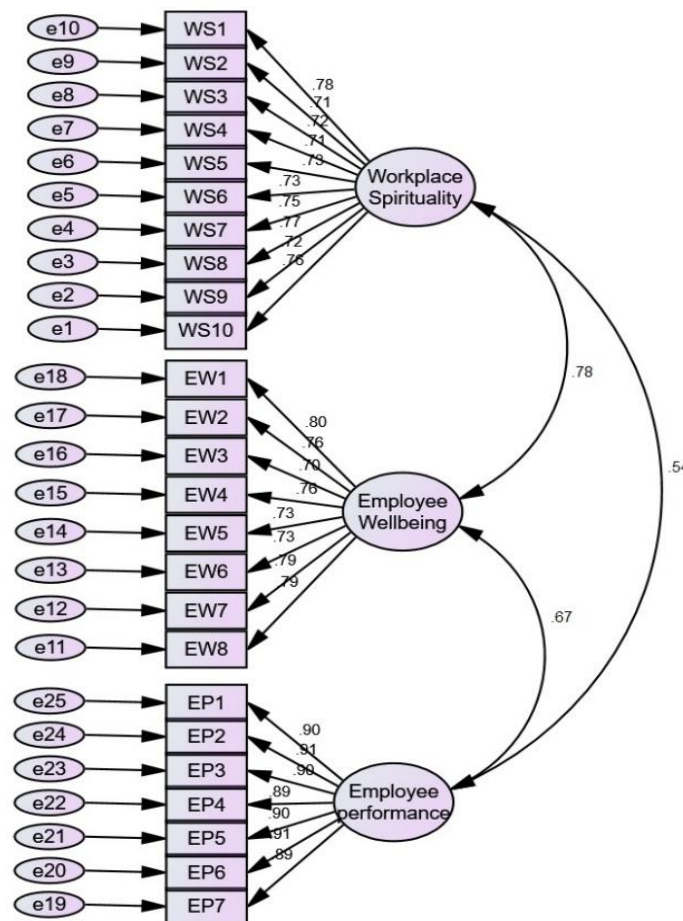 e10 WS1
e9 WS2
.78
e8 WS3
.71
.72
e7 WS4
.71
e6 WS5
.73
Workplace
Spirituality
e5 WS6
.73
e4 WS7
.75
.77
e3 WS8
.72
.76
e2 WS9
e1 WS10
e18 EW1
.78
e17 EW2
.80
.76
e16 EW3
.70
.54
e15 EW4
.76
Employee
Wellbeing
e14 EW5
.73
.73
e13 EW6
.79
e12 EW7
.79
e11 EW8
.67
e25 EP1
.90
e24 EP2
.91
e23 EP3
.90
e22 EP4
.89
Employee
performance
e21 EP5
.90
.91
e20 EP6
.89
e19 EP7